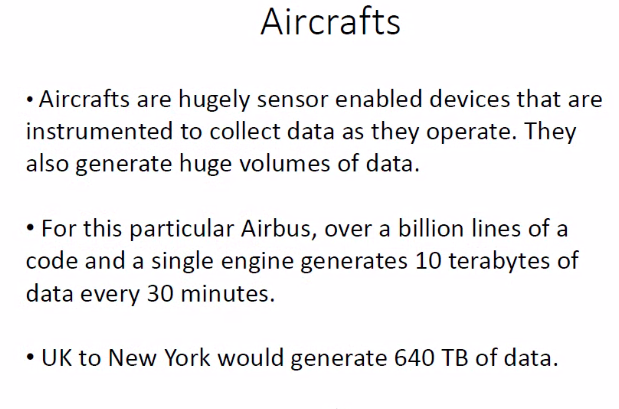 Aircrafts
• Aircrafts are hugely sensor enabled devices that are
instrumented to collect data as they operate. They
also generate huge volumes of data.
• For this particular Airbus, over a billion lines of a
code and a single engine generates 10 terabytes of
data every 30 minutes.
• UK to New York would generate 640 TB of data.